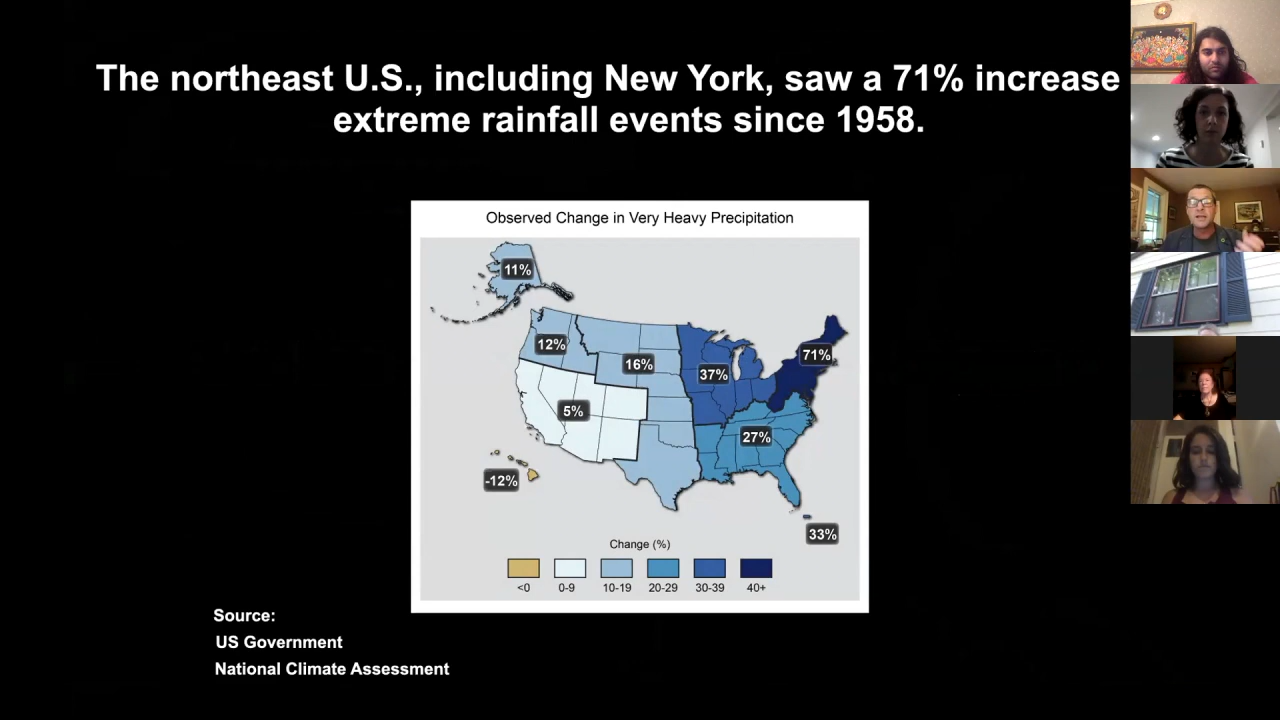 The northeast U.S., including New York, saw a 71% increase
extreme rainfall events since 1958.
Observed Change in Very Heavy Precipitation
11%
12%
16%
37%
71%
5%
27%
-12%
33%
Change (%)
<0 0-9 10-19 20-29 30-39 40+
Source:
US Government
National Climate Assessment